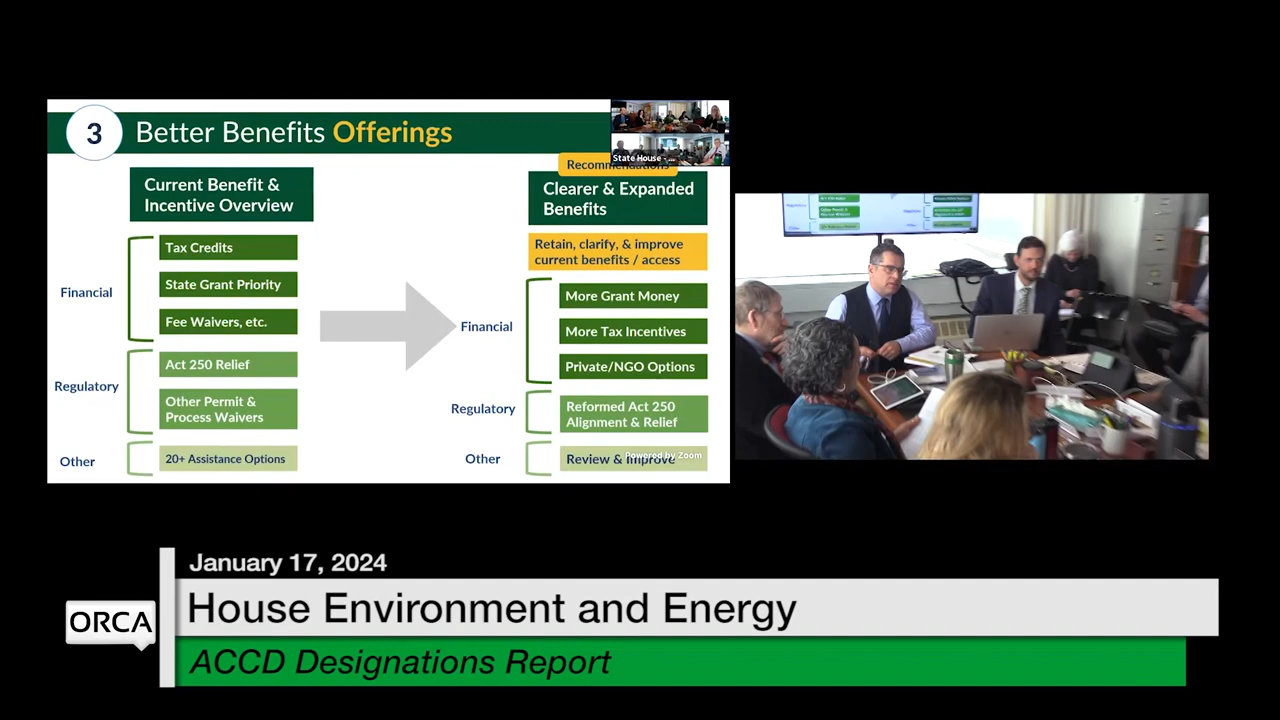 3
Better Benefits Offerings
State House - ...
Recommendations
Current Benefit &
Incentive Overview
Clearer & Expanded
Benefits
Retain, clarify, & improve
current benefits / access
Financial
Tax Credits
State Grant Priority
Fee Waivers, etc.
Regulatory
Act 250 Relief
Other Permit &
Process Waivers
Other
20+ Assistance Options
Financial
More Grant Money
More Tax Incentives
Private/NGO Options
Regulatory
Reformed Act 250
Alignment & Relief
Other
Review & Improve
Powered by Zoom
January 17, 2024
House Environment and Energy
ORCA
ACCD Designations Report